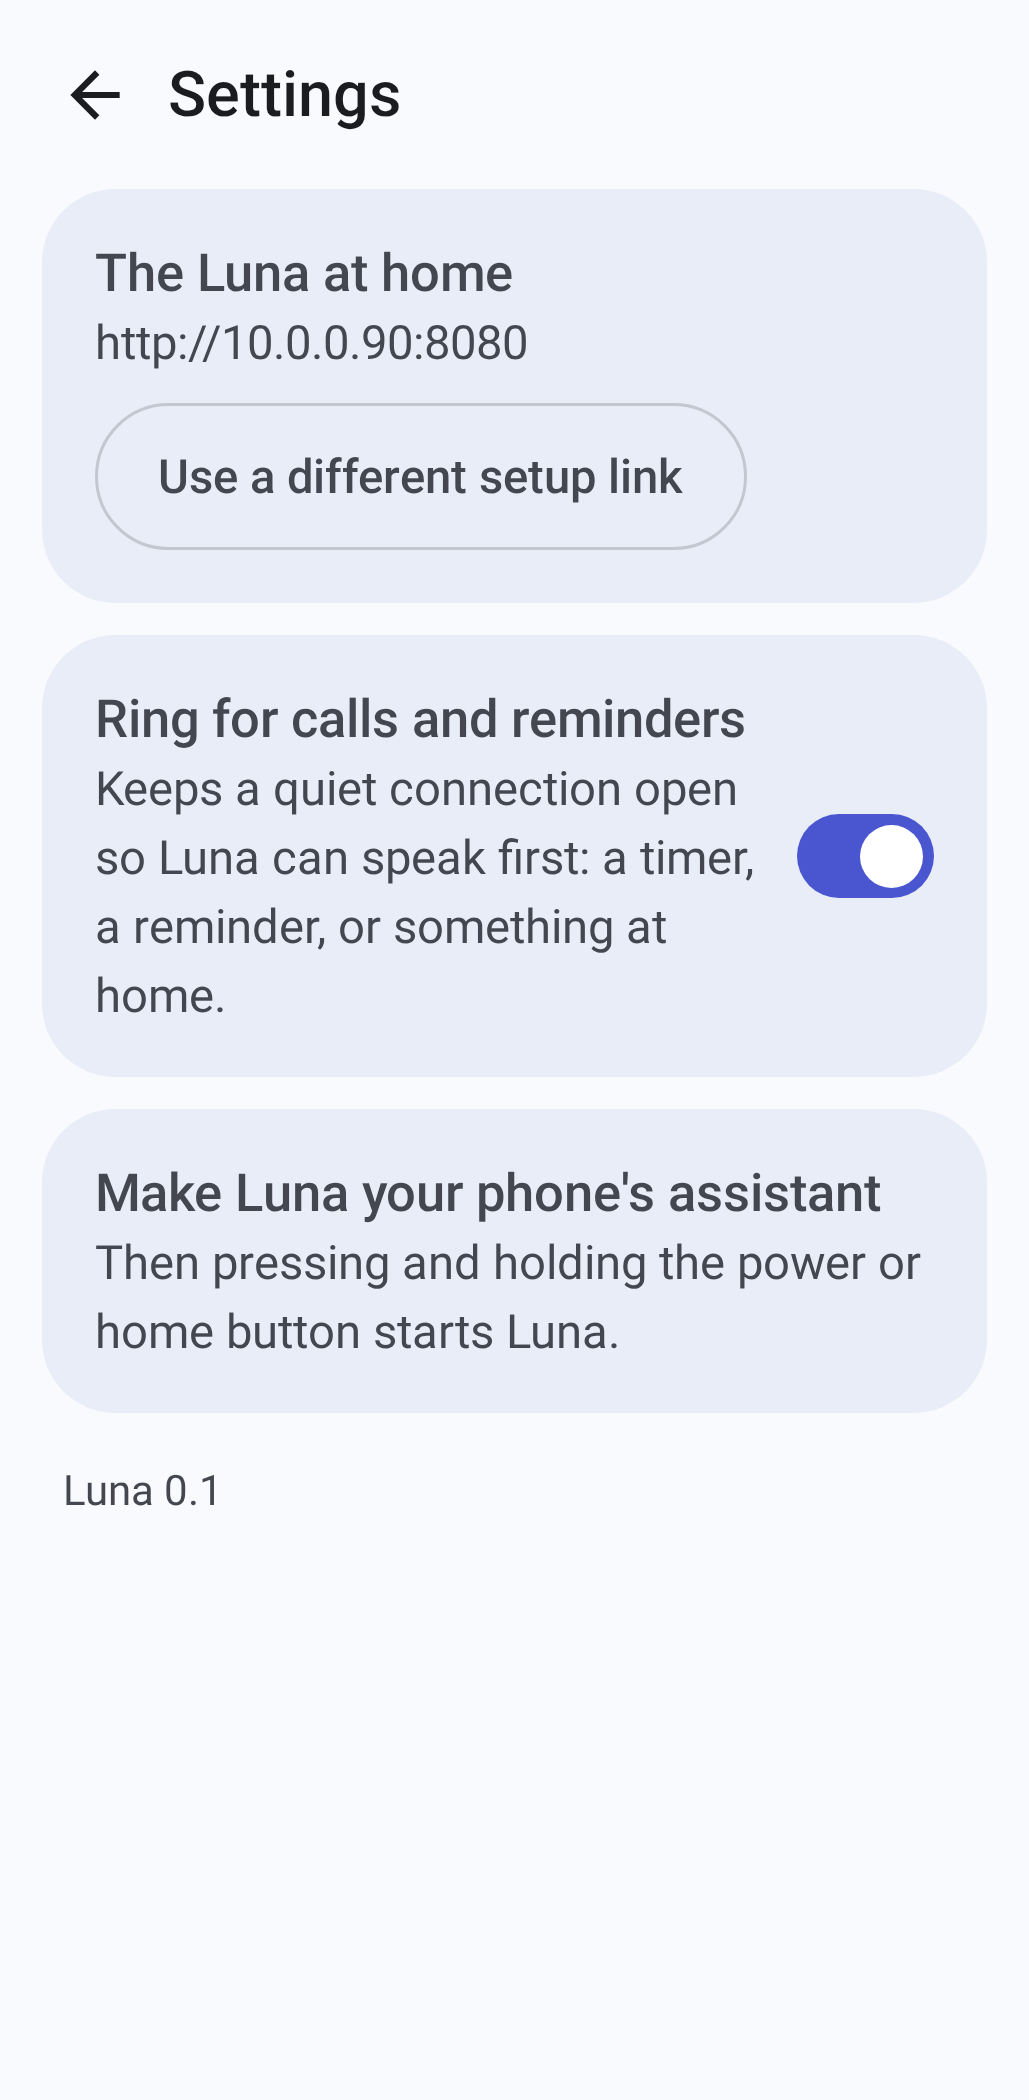 Settings
The Luna at home
http://10.0.0.90:8080
Use a different setup link
Ring for calls and reminders
Keeps a quiet connection open
so Luna can speak first: a timer,
a reminder, or something at
home.
Make Luna your phone's assistant
Then pressing and holding the power or
home button starts Luna.
Luna 0.1